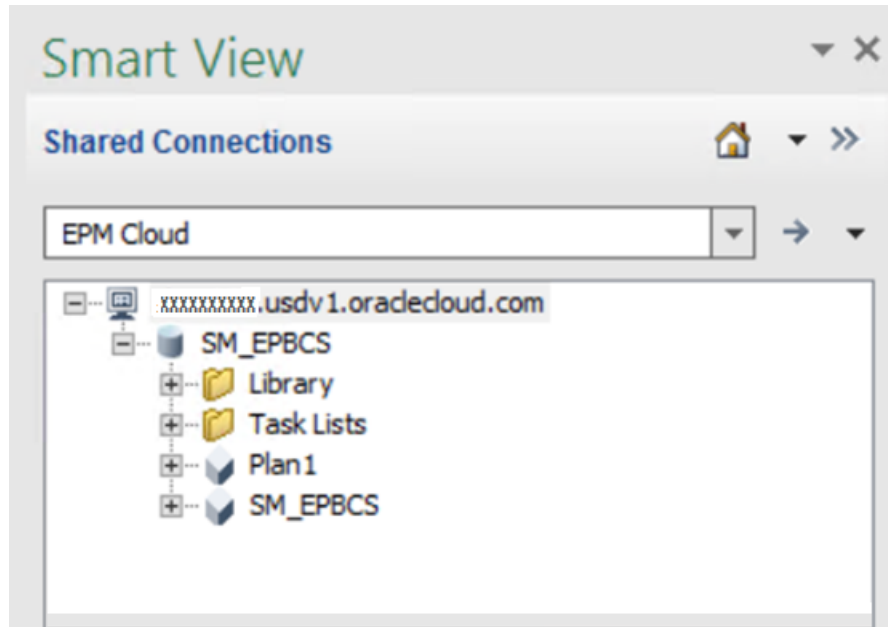 Smart View
Shared Connections
EPM Cloud
xxxxxxxxxx.usdv1.oraclecloud.com
SM_EPBCS
Library
Task Lists
Plan1
SM_EPBCS